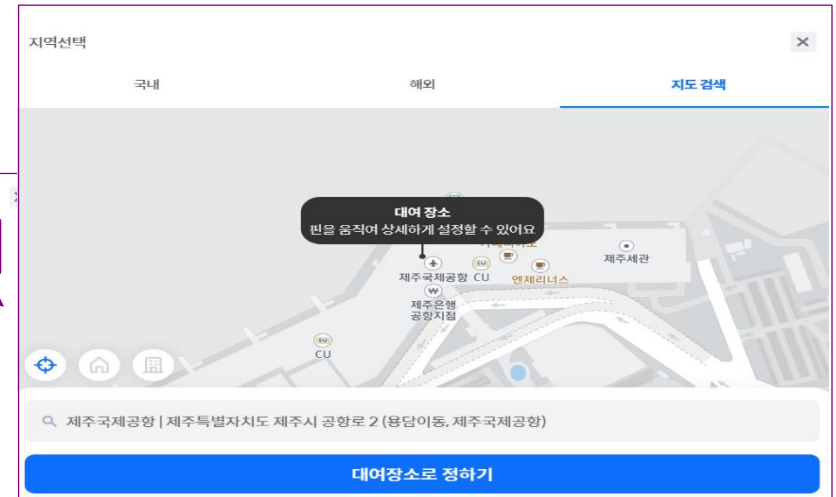 지역선택
국내
해외
지도 검색
대여 장소
핀을 움직여 상세하게 설정할 수 있어요
제주국제공항
CU
엔제리너스
제주세관
제주은행
공항지점
CU
제주국제공항 | 제주특별자치도 제주시 공항로 2 (용담이동, 제주국제공항)
대여장소로 정하기